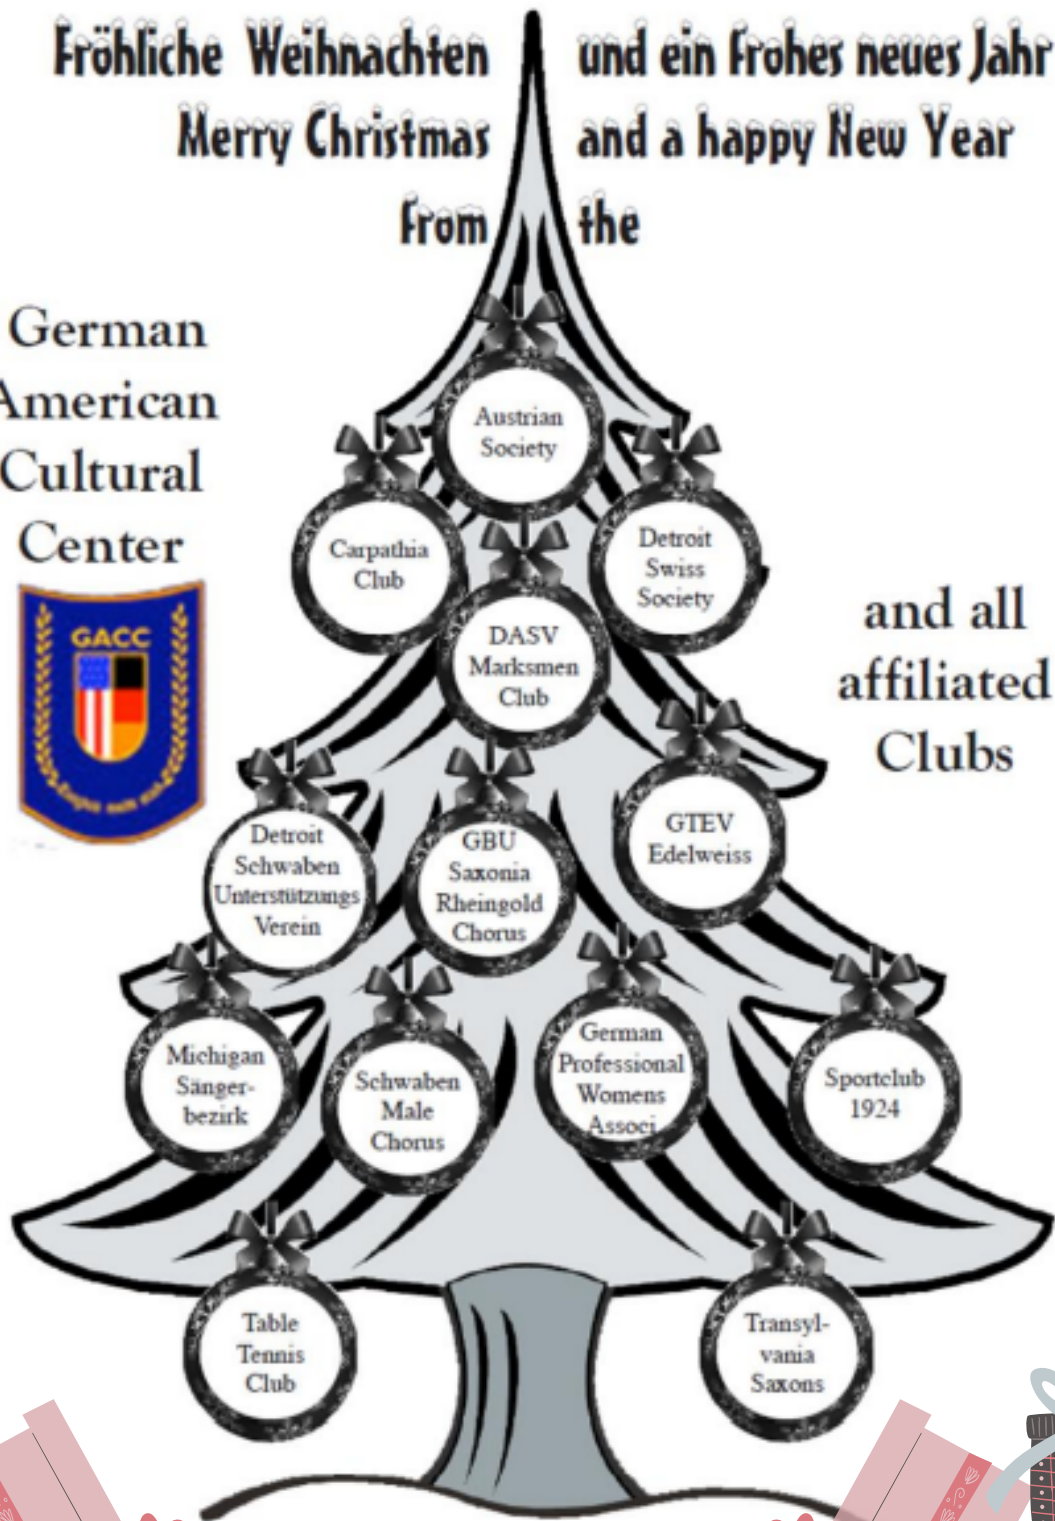 Fröhliche Weihnachten und ein frohes neues Jahr
Merry Christmas and a happy New Year
from the
German
American
Cultural
Center
GACC
and all
affiliated
Clubs
Austrian
Society
Carpathia
Club
Detroit
Swiss
Society
DASV
Marksmen
Club
Detroit
Schwaben
Unterstützungs
Verein
GBU
Saxonia
Rheingold
Chorus
GTEV
Edelweiss
Michigan
Sänger-
bezirk
Schwaben
Male
Chorus
German
Professional
Womens
Associ
Sportclub
1924
Table
Tennis
Club
Transyl-
vania
Saxons